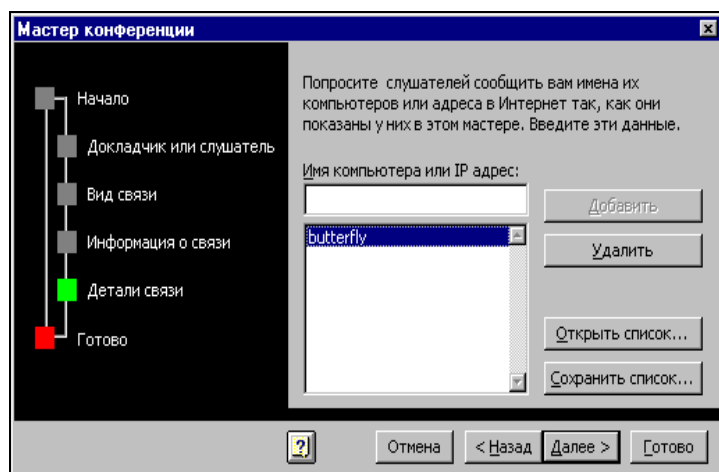 Мастер конференции
Начало
Докладчик или слушатель
Вид связи
Информация о связи
Детали связи
Готово
Попросите слушателей сообщить вам имена их
компьютеров или адреса в Интернет так, как они
показаны у них в этом мастере. Введите эти данные.
Имя компьютера или IP адрес:
Добавить
butterfly
Удалить
Открыть список...
Сохранить список...
?
Отмена
< Назад
Далее >
Готово